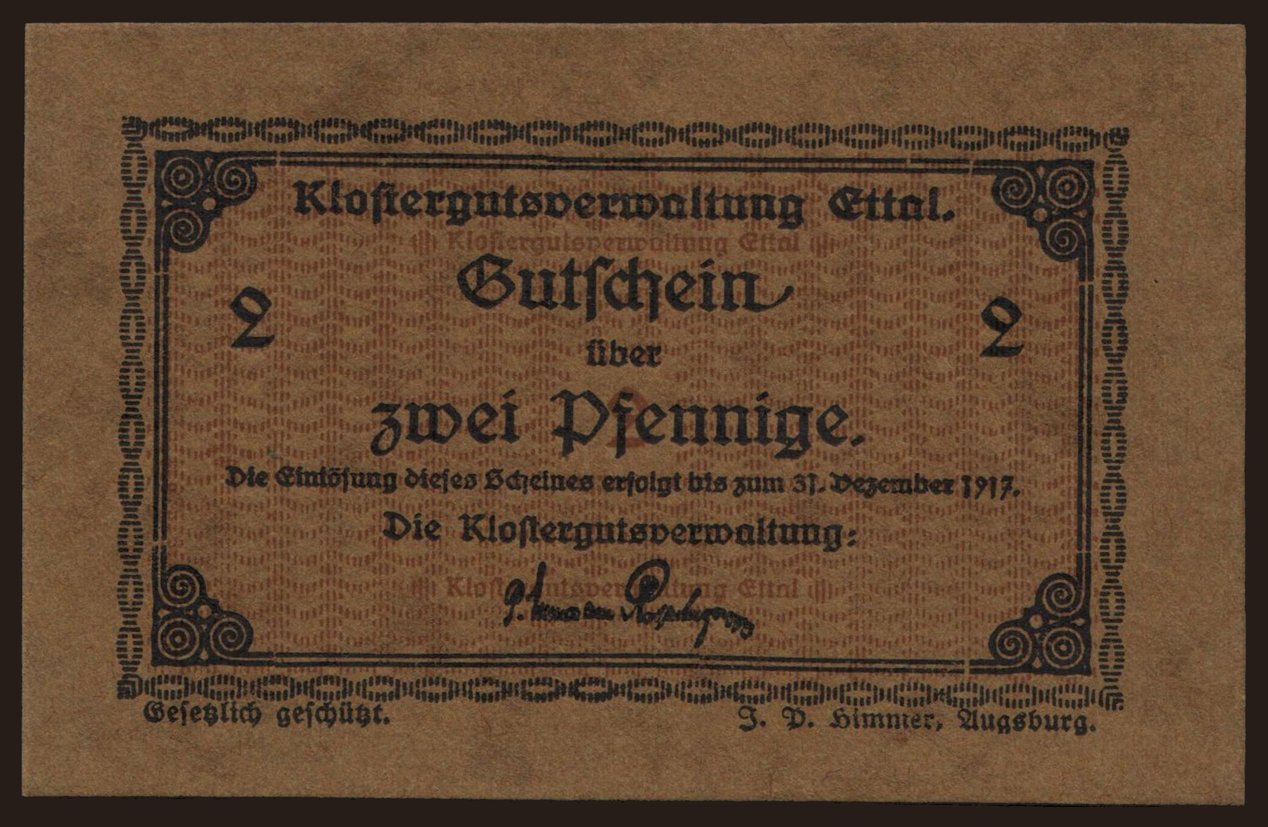 Klostergutsverwaltung Ettal.
Klostergutsverwaltung Ettal
Gutschein
2 2
über
zwei Pfennige.
2
Die Einlösung dieses Scheines erfolgt bis zum 31. Dezember 1917.
Die Klostergutsverwaltung:
Klostergutsverwaltung Ettal
P.
Gesetzlich geschützt.
J. P. Himmer, Augsburg.